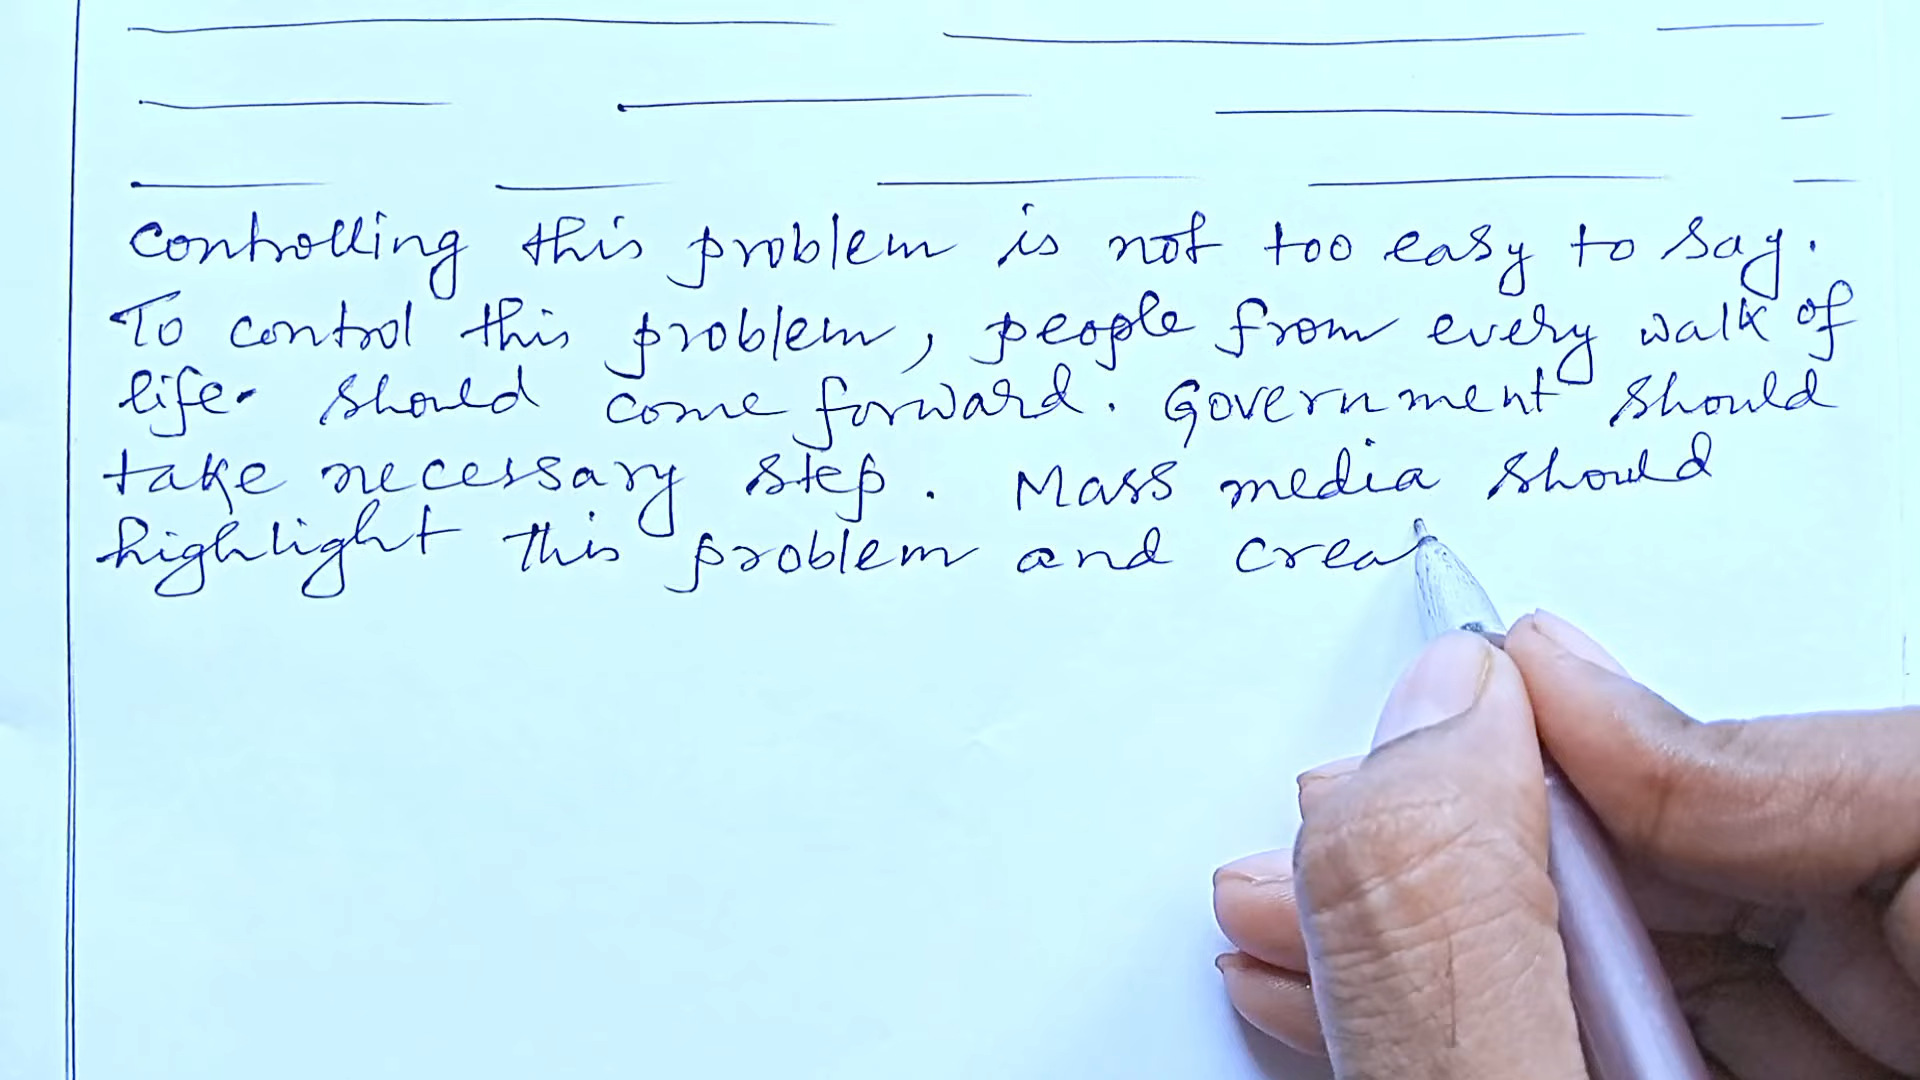 Controlling this problem is not too easy to say.
To control this problem, people from every walk of
life should come forward. Government should
take necessary step. Mass media should
highlight this problem and crea